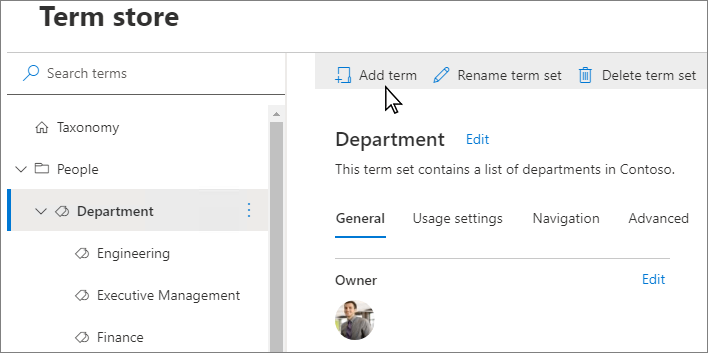 Term store
Search terms
Taxonomy
People
Department
Engineering
Executive Management
Finance
Add term Rename term set Delete term set
Department Edit
This term set contains a list of departments in Contoso.
General Usage settings Navigation Advanced
Owner Edit